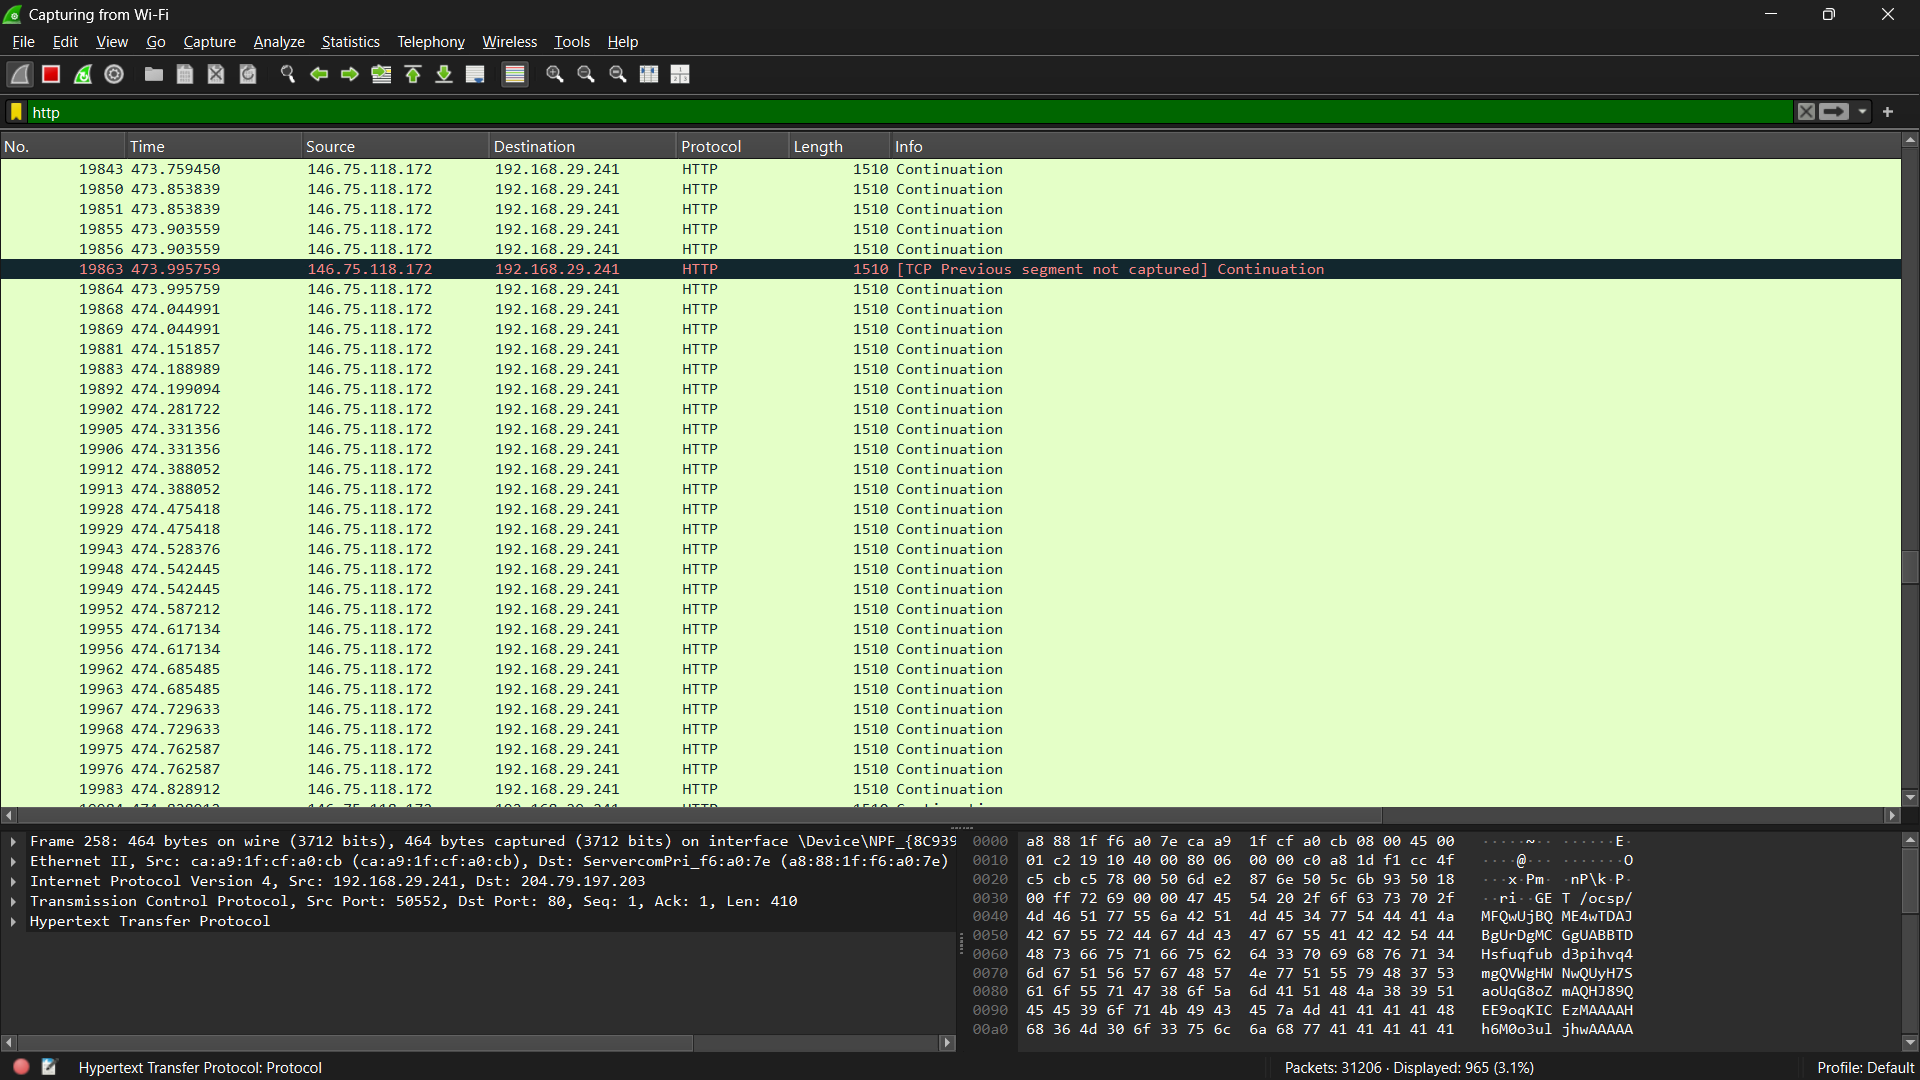 Capturing from Wi-Fi
File Edit View Go Capture Analyze Statistics Telephony Wireless Tools Help
http
No. Time Source Destination Protocol Length Info
19843 473.759450 146.75.118.172 192.168.29.241 HTTP 1510 Continuation
19850 473.853839 146.75.118.172 192.168.29.241 HTTP 1510 Continuation
19851 473.853839 146.75.118.172 192.168.29.241 HTTP 1510 Continuation
19855 473.903559 146.75.118.172 192.168.29.241 HTTP 1510 Continuation
19856 473.903559 146.75.118.172 192.168.29.241 HTTP 1510 Continuation
19863 473.995759 146.75.118.172 192.168.29.241 HTTP 1510 [TCP Previous segment not captured] Continuation
19864 473.995759 146.75.118.172 192.168.29.241 HTTP 1510 Continuation
19868 474.044991 146.75.118.172 192.168.29.241 HTTP 1510 Continuation
19869 474.044991 146.75.118.172 192.168.29.241 HTTP 1510 Continuation
19881 474.151857 146.75.118.172 192.168.29.241 HTTP 1510 Continuation
19883 474.188989 146.75.118.172 192.168.29.241 HTTP 1510 Continuation
19892 474.199094 146.75.118.172 192.168.29.241 HTTP 1510 Continuation
19902 474.281722 146.75.118.172 192.168.29.241 HTTP 1510 Continuation
19905 474.331356 146.75.118.172 192.168.29.241 HTTP 1510 Continuation
19906 474.331356 146.75.118.172 192.168.29.241 HTTP 1510 Continuation
19912 474.388052 146.75.118.172 192.168.29.241 HTTP 1510 Continuation
19913 474.388052 146.75.118.172 192.168.29.241 HTTP 1510 Continuation
19928 474.475418 146.75.118.172 192.168.29.241 HTTP 1510 Continuation
19929 474.475418 146.75.118.172 192.168.29.241 HTTP 1510 Continuation
19943 474.528376 146.75.118.172 192.168.29.241 HTTP 1510 Continuation
19948 474.542445 146.75.118.172 192.168.29.241 HTTP 1510 Continuation
19949 474.542445 146.75.118.172 192.168.29.241 HTTP 1510 Continuation
19952 474.587212 146.75.118.172 192.168.29.241 HTTP 1510 Continuation
19955 474.617134 146.75.118.172 192.168.29.241 HTTP 1510 Continuation
19956 474.617134 146.75.118.172 192.168.29.241 HTTP 1510 Continuation
19962 474.685485 146.75.118.172 192.168.29.241 HTTP 1510 Continuation
19963 474.685485 146.75.118.172 192.168.29.241 HTTP 1510 Continuation
19967 474.729633 146.75.118.172 192.168.29.241 HTTP 1510 Continuation
19968 474.729633 146.75.118.172 192.168.29.241 HTTP 1510 Continuation
19975 474.762587 146.75.118.172 192.168.29.241 HTTP 1510 Continuation
19976 474.762587 146.75.118.172 192.168.29.241 HTTP 1510 Continuation
19983 474.828912 146.75.118.172 192.168.29.241 HTTP 1510 Continuation
Frame 258: 464 bytes on wire (3712 bits), 464 bytes captured (3712 bits) on interface \Device\NPF_{8C939
Ethernet II, Src: ca:a9:1f:cf:a0:cb (ca:a9:1f:cf:a0:cb), Dst: ServercomPri_f6:a0:7e (a8:88:1f:f6:a0:7e)
Internet Protocol Version 4, Src: 192.168.29.241, Dst: 204.79.197.203
Transmission Control Protocol, Src Port: 50552, Dst Port: 80, Seq: 1, Ack: 1, Len: 410
Hypertext Transfer Protocol
0000 a8 88 1f f6 a0 7e ca a9 1f cf a0 cb 08 00 45 00 ·····~·· ······E·
0010 01 c2 19 10 40 00 80 06 00 00 c0 a8 1d f1 cc 4f ····@··· ·······O
0020 c5 cb c5 78 00 50 6d e2 87 6e 50 5c 6b 93 50 18 ···x·Pm· ·nP\k·P·
0030 00 ff 72 69 00 00 47 45 54 20 2f 6f 63 73 70 2f ··ri··GE T /ocsp/
0040 4d 46 51 77 55 6a 42 51 4d 45 34 77 54 44 41 4a MFQwUjBQ ME4wTDAJ
0050 42 67 55 72 44 67 4d 43 47 67 55 41 42 42 54 44 BgUrDgMC GgUABBTD
0060 48 73 66 75 71 66 75 62 64 33 70 69 68 76 71 34 Hsfuqfub d3pihvq4
0070 6d 67 51 56 57 67 48 57 4e 77 51 55 79 48 37 53 mgQVWgHW NwQUyH7S
0080 61 6f 55 71 47 38 6f 5a 6d 41 51 48 4a 38 39 51 aoUqG8oZ mAQHJ89Q
0090 45 45 39 6f 71 4b 49 43 45 7a 4d 41 41 41 41 48 EE9oqKIC EzMAAAAH
00a0 68 36 4d 30 6f 33 75 6c 6a 68 77 41 41 41 41 41 h6M0o3ul jhwAAAAA
Hypertext Transfer Protocol: Protocol
Packets: 31206 · Displayed: 965 (3.1%)
Profile: Default